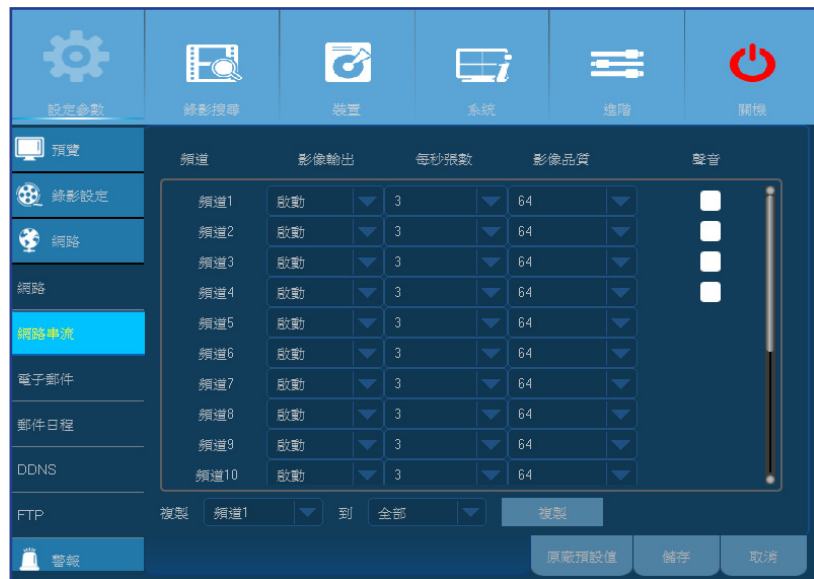 設定參數 錄影搜尋 裝置 系統 進階 關機
預覽
錄影設定
網路
網路
網路串流
電子郵件
郵件日程
DDNS
FTP
警報
頻道 影像輸出 每秒張數 影像品質 聲音
頻道1 啟動 3 64
頻道2 啟動 3 64
頻道3 啟動 3 64
頻道4 啟動 3 64
頻道5 啟動 3 64
頻道6 啟動 3 64
頻道7 啟動 3 64
頻道8 啟動 3 64
頻道9 啟動 3 64
頻道10 啟動 3 64
複製 頻道1 到 全部 複製
原廠預設值 儲存 取消